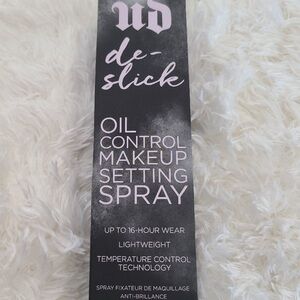 UD
de-
slick
OIL
CONTROL
MAKEUP
SETTING
SPRAY
UP TO 16-HOUR WEAR
LIGHTWEIGHT
TEMPERATURE CONTROL
TECHNOLOGY
SPRAY FIXATEUR DE MAQUILLAGE
ANTI-BRILLANCE